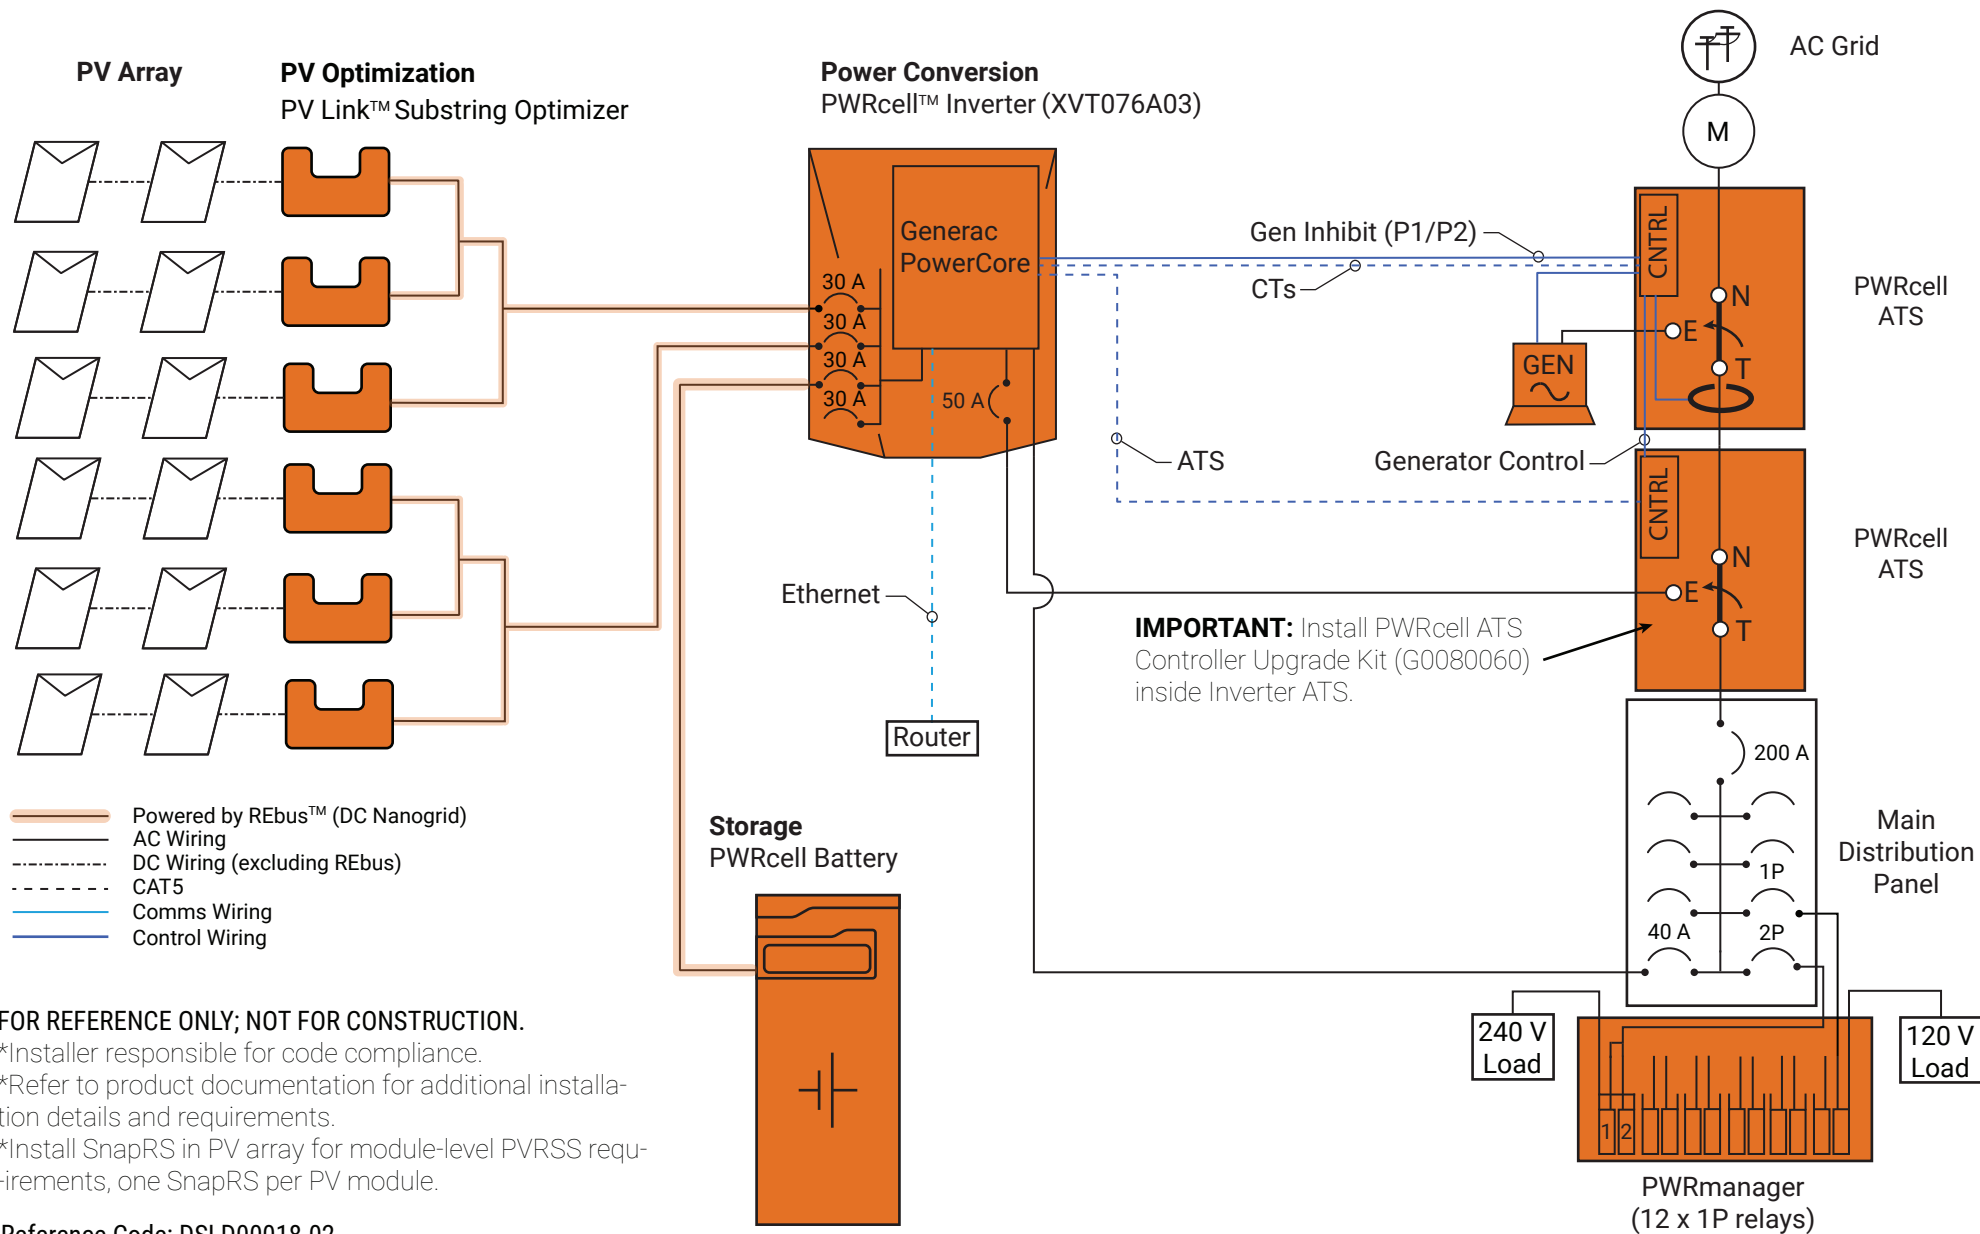 PV Array
PV Optimization
PV Link™ Substring Optimizer
Power Conversion
PWRcell™ Inverter (XVT076A03)
AC Grid
M
Generac
PowerCore
30 A
30 A
30 A
30 A
50 A
Gen Inhibit (P1/P2)
CTs
ATS
Generator Control
GEN
CNTRL
N
E
T
PWRcell
ATS
CNTRL
N
E
T
PWRcell
ATS
Ethernet
Router
IMPORTANT: Install PWRcell ATS
Controller Upgrade Kit (G0080060)
inside Inverter ATS.
200 A
1P
40 A
2P
Main
Distribution
Panel
Powered by REbus™ (DC Nanogrid)
AC Wiring
DC Wiring (excluding REbus)
CAT5
Comms Wiring
Control Wiring
Storage
PWRcell Battery
240 V
Load
120 V
Load
1 2
PWRmanager
(12 x 1P relays)
FOR REFERENCE ONLY; NOT FOR CONSTRUCTION.
*Installer responsible for code compliance.
*Refer to product documentation for additional installa-
tion details and requirements.
*Install SnapRS in PV array for module-level PVRSS requ-
-irements, one SnapRS per PV module.
Reference Code: DSLD00018-02